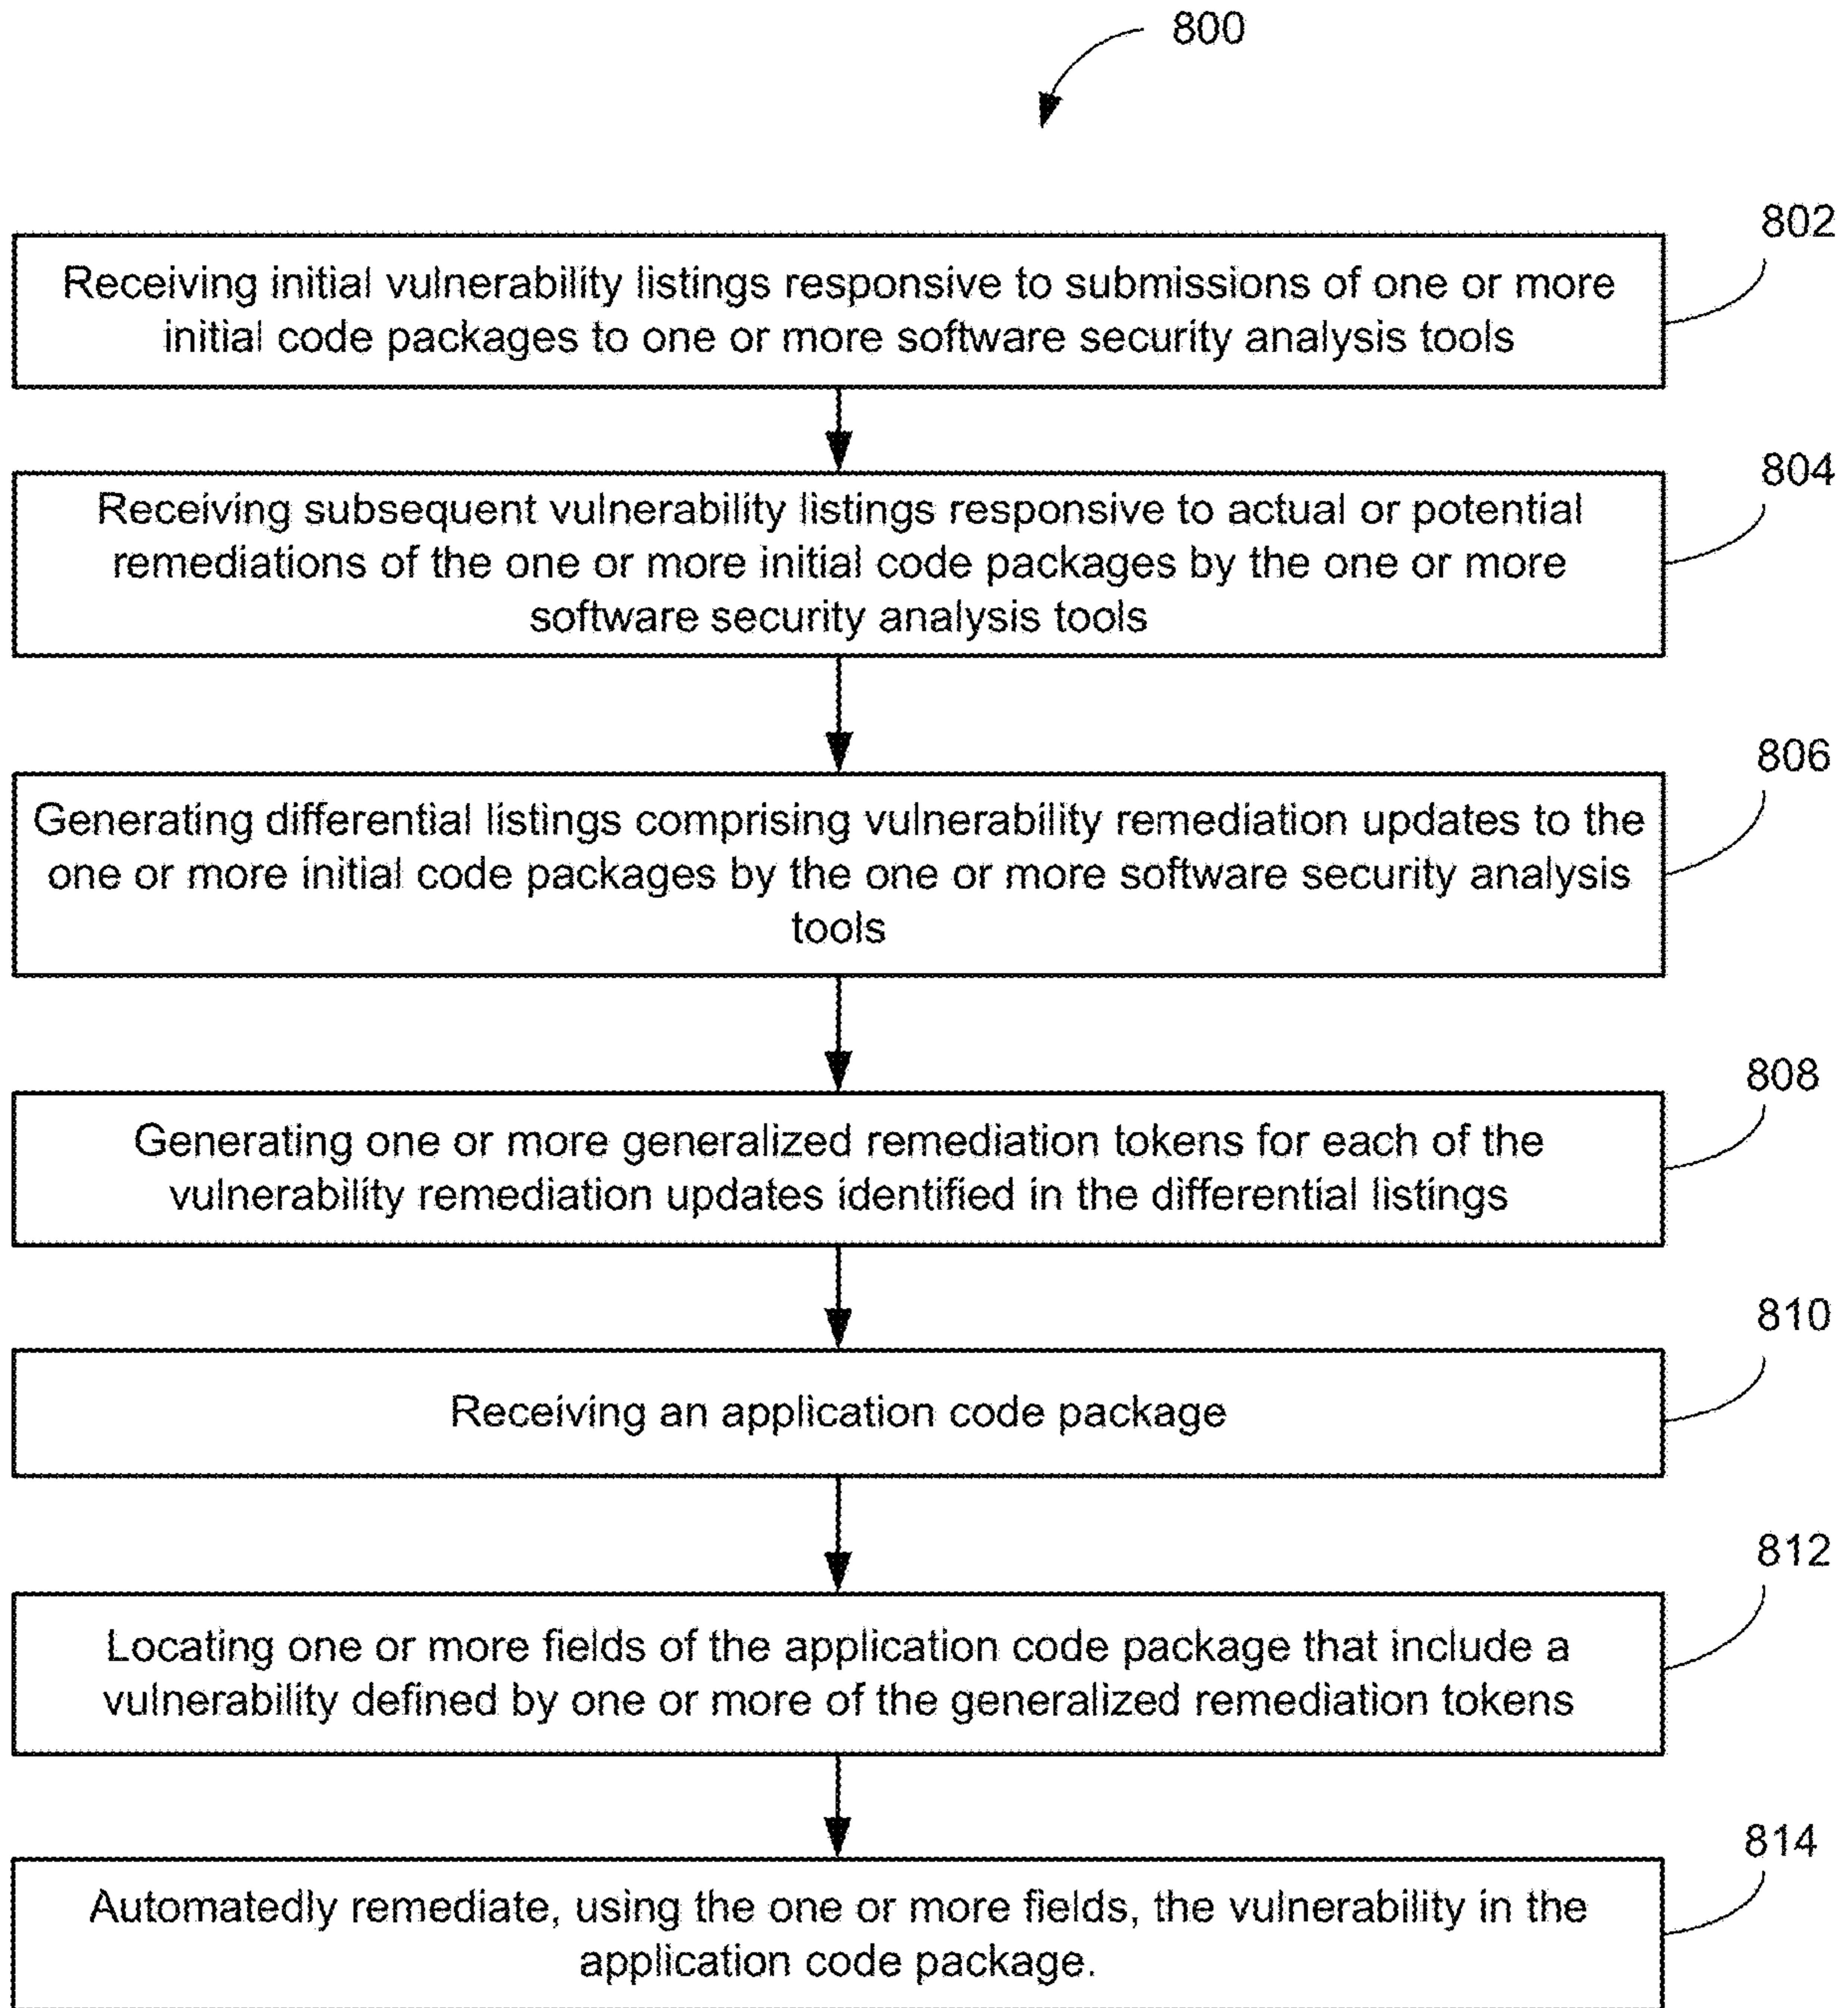 800
802
Receiving initial vulnerability listings responsive to submissions of one or more
initial code packages to one or more software security analysis tools
804
Receiving subsequent vulnerability listings responsive to actual or potential
remediations of the one or more initial code packages by the one or more
software security analysis tools
806
Generating differential listings comprising vulnerability remediation updates to the
one or more initial code packages by the one or more software security analysis
tools
808
Generating one or more generalized remediation tokens for each of the
vulnerability remediation updates identified in the differential listings
810
Receiving an application code package
812
Locating one or more fields of the application code package that include a
vulnerability defined by one or more of the generalized remediation tokens
814
Automatedly remediate, using the one or more fields, the vulnerability in the
application code package.